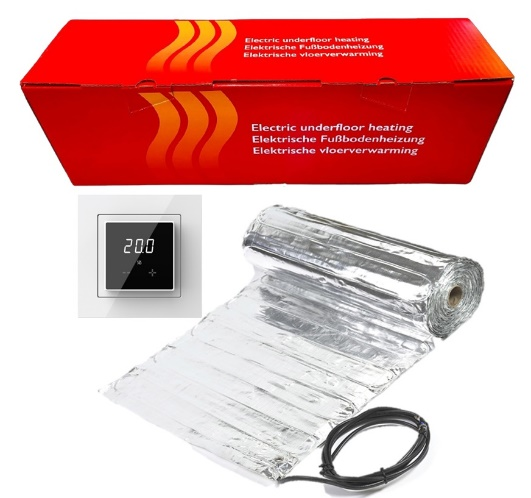 Electric underfloor heating
Elektrische Fußbodenheizung
Elektrische vloerverwarming
Electric underfloor heating
Elektrische Fußbodenheizung
Elektrische vloerverwarming
20.0